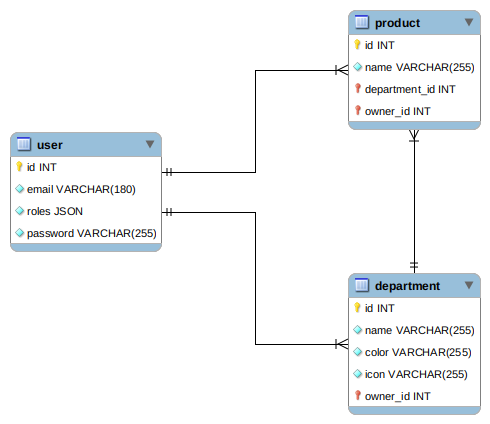 product
id INT
name VARCHAR(255)
department_id INT
owner_id INT
user
id INT
email VARCHAR(180)
roles JSON
password VARCHAR(255)
department
id INT
name VARCHAR(255)
color VARCHAR(255)
icon VARCHAR(255)
owner_id INT